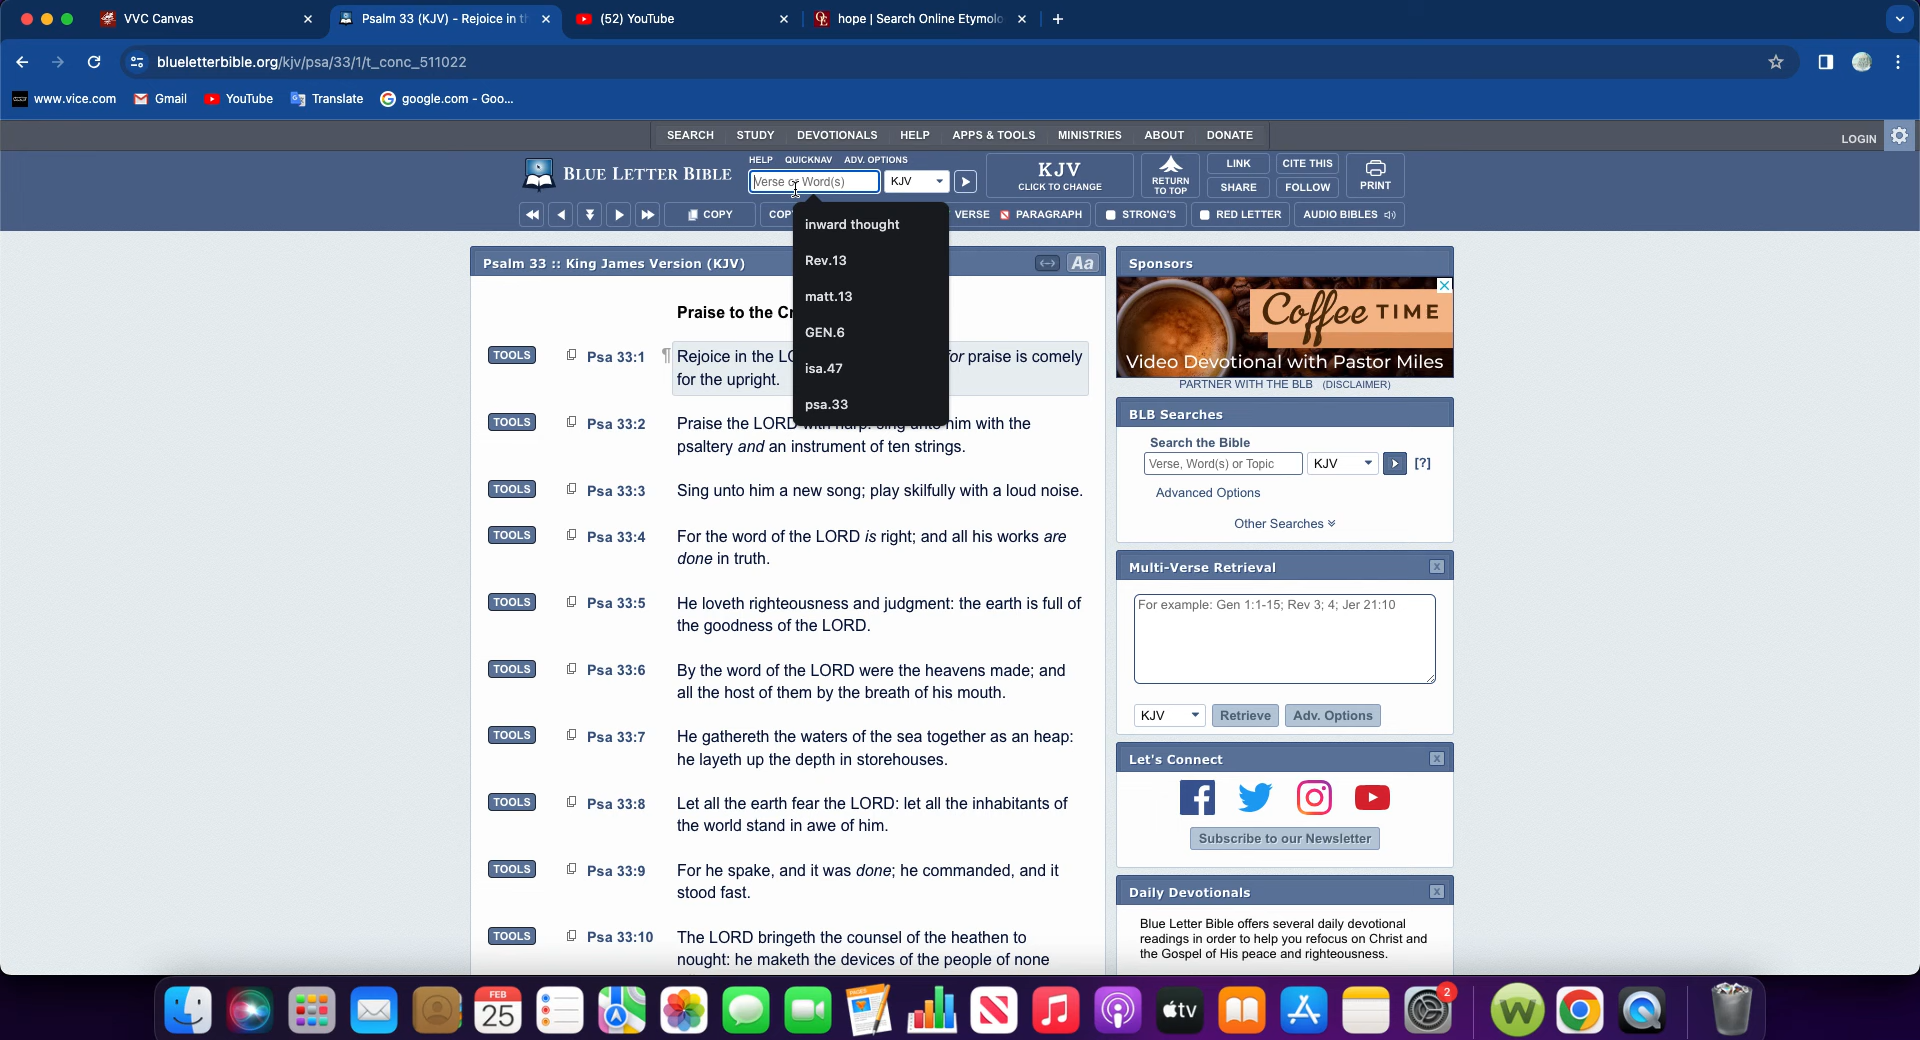 VVC Canvas
Psalm 33 (KJV) - Rejoice in th
(52) YouTube
hope | Search Online Etymolo
blueletterbible.org/kjv/psa/33/1/t_conc_511022
www.vice.com Gmail YouTube Translate google.com - Goo...
SEARCH STUDY DEVOTIONALS HELP APPS & TOOLS MINISTRIES ABOUT DONATE
LOGIN
BLUE LETTER BIBLE
HELP QUICKNAV ADV. OPTIONS
Verse or Word(s) KJV
KJV
CLICK TO CHANGE
RETURN
TO TOP
LINK CITE THIS
SHARE FOLLOW
PRINT
COPY COP VERSE PARAGRAPH STRONG'S RED LETTER AUDIO BIBLES
inward thought
Rev.13
matt.13
GEN.6
isa.47
psa.33
Psalm 33 :: King James Version (KJV) Aa
Praise to the Cr
TOOLS Psa 33:1 ¶ Rejoice in the LO for praise is comely
for the upright.
TOOLS Psa 33:2 Praise the LORD with harp: sing unto him with the
psaltery and an instrument of ten strings.
TOOLS Psa 33:3 Sing unto him a new song; play skilfully with a loud noise.
TOOLS Psa 33:4 For the word of the LORD is right; and all his works are
done in truth.
TOOLS Psa 33:5 He loveth righteousness and judgment: the earth is full of
the goodness of the LORD.
TOOLS Psa 33:6 By the word of the LORD were the heavens made; and
all the host of them by the breath of his mouth.
TOOLS Psa 33:7 He gathereth the waters of the sea together as an heap:
he layeth up the depth in storehouses.
TOOLS Psa 33:8 Let all the earth fear the LORD: let all the inhabitants of
the world stand in awe of him.
TOOLS Psa 33:9 For he spake, and it was done; he commanded, and it
stood fast.
TOOLS Psa 33:10 The LORD bringeth the counsel of the heathen to
nought: he maketh the devices of the people of none
Sponsors
Coffee TIME
Video Devotional with Pastor Miles
PARTNER WITH THE BLB (DISCLAIMER)
BLB Searches
Search the Bible
Verse, Word(s) or Topic KJV [?]
Advanced Options
Other Searches
Multi-Verse Retrieval
For example: Gen 1:1-15; Rev 3; 4; Jer 21:10
KJV Retrieve Adv. Options
Let's Connect
Subscribe to our Newsletter
Daily Devotionals
Blue Letter Bible offers several daily devotional
readings in order to help you refocus on Christ and
the Gospel of His peace and righteousness.
FEB
25
tv
2